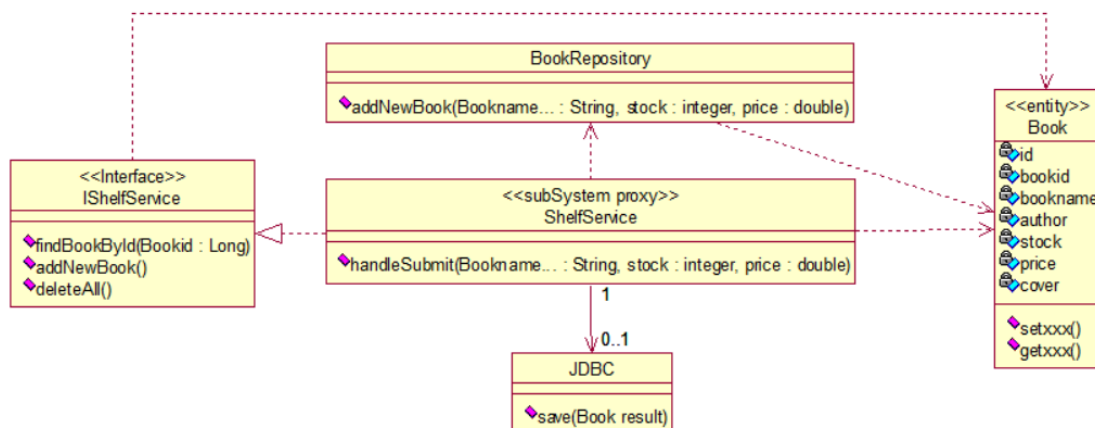 BookRepository
addNewBook(Bookname... : String, stock : integer, price : double)
<<entity>>
Book
id
bookid
bookname
author
stock
price
cover
setxxx()
getxxx()
<<Interface>>
IShelfService
findBookById(Bookid : Long)
addNewBook()
deleteAll()
<<subSystem proxy>>
ShelfService
handleSubmit(Bookname... : String, stock : integer, price : double)
1
0..1
JDBC
save(Book result)